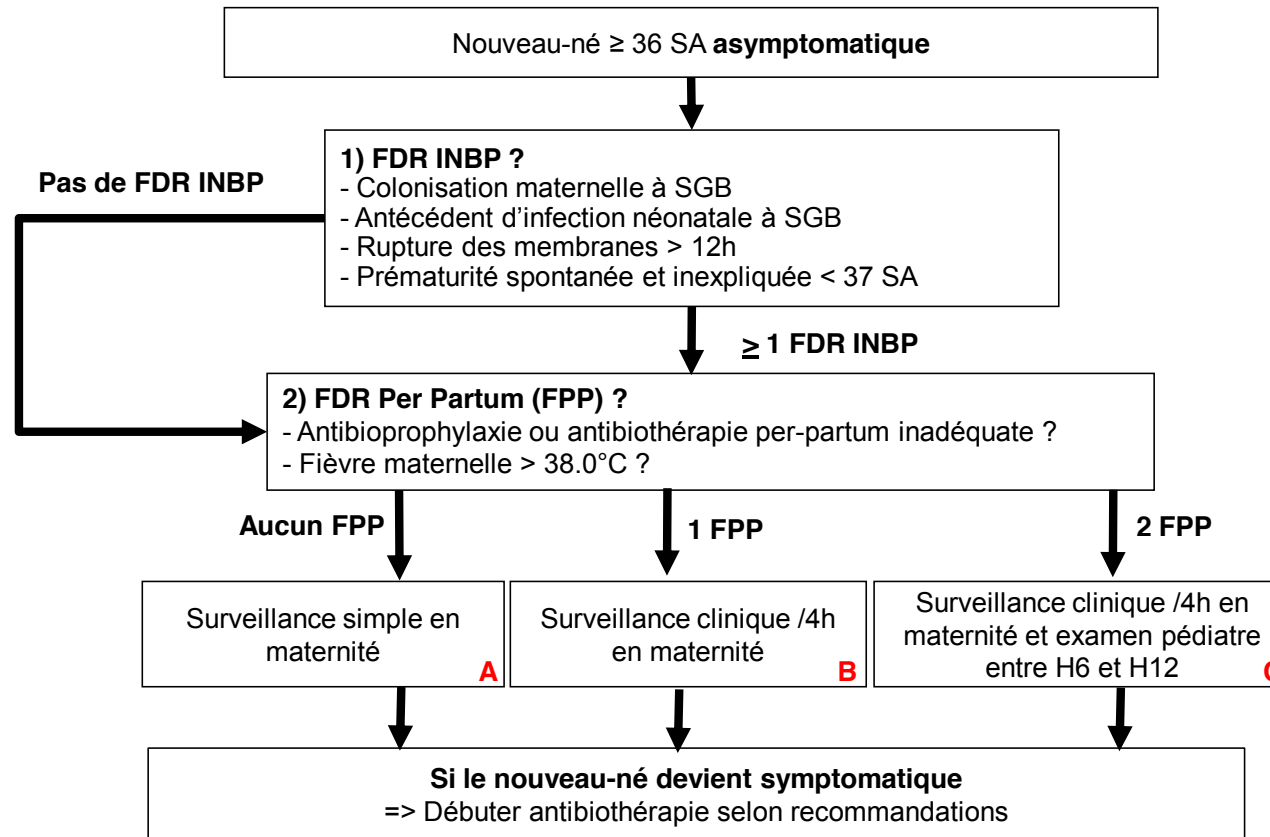 Nouveau-né ≥ 36 SA asymptomatique
Pas de FDR INBP
1) FDR INBP ?
- Colonisation maternelle à SGB
- Antécédent d'infection néonatale à SGB
- Rupture des membranes > 12h
- Prématurité spontanée et inexpliquée < 37 SA
≥ 1 FDR INBP
2) FDR Per Partum (FPP) ?
- Antibioprophylaxie ou antibiothérapie per-partum inadéquate ?
- Fièvre maternelle > 38.0°C ?
Aucun FPP
1 FPP
2 FPP
Surveillance simple en
maternité
A
Surveillance clinique /4h
en maternité
B
Surveillance clinique /4h en
maternité et examen pédiatre
entre H6 et H12
C
Si le nouveau-né devient symptomatique
=> Débuter antibiothérapie selon recommandations